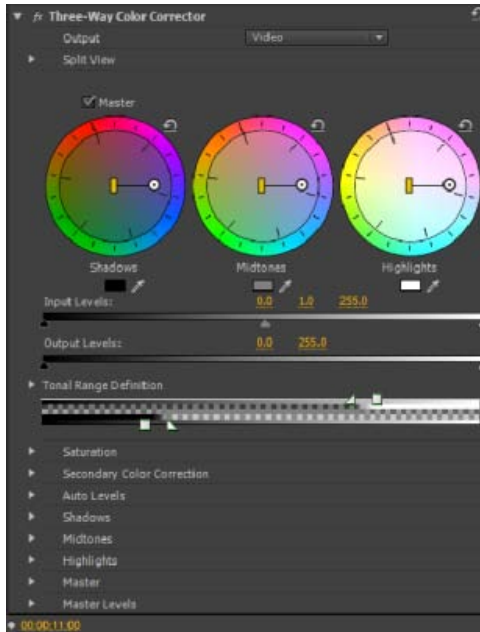 fx Three-Way Color Corrector
Output Video
Split View
Master
Shadows Midtones Highlights
Input Levels: 0.0 1.0 255.0
Output Levels: 0.0 255.0
Tonal Range Definition
Saturation
Secondary Color Correction
Auto Levels
Shadows
Midtones
Highlights
Master
Master Levels
00;00;11;00